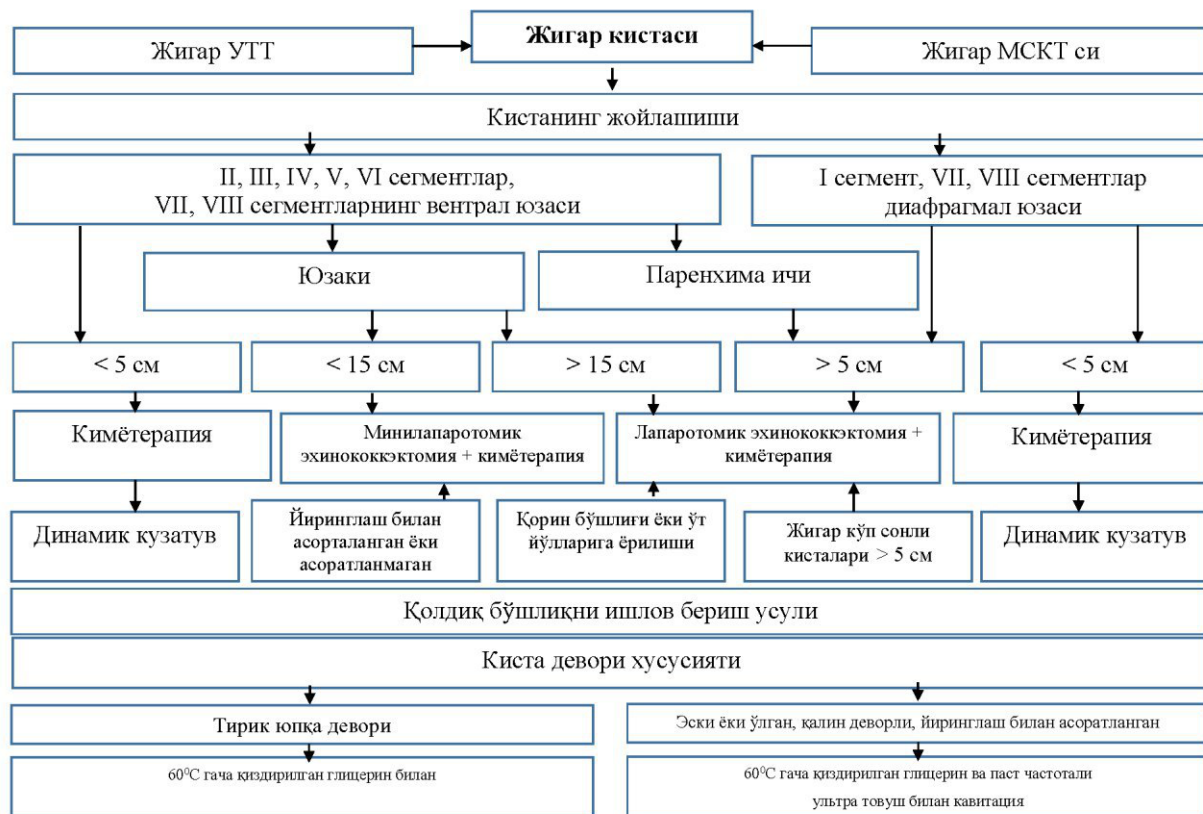 Жигар УТТ
Жигар кистаси
Жигар МСКТ си
Кистанинг жойлашиши
II, III, IV, V, VI сегментлар,
VII, VIII сегментларнинг вентрал юзаси
I сегмент, VII, VIII сегментлар
диафрагмал юзаси
Юзаки
Паренхима ичи
< 5 см
< 15 см
> 15 см
> 5 см
< 5 см
Кимётерапия
Минилапаротомик
эхинококкэктомия + кимётерапия
Лапаротомик эхинококкэктомия +
кимётерапия
Кимётерапия
Динамик кузатув
Йиринглаш билан
асорталанган ёки
асоратланмаган
Қорин бўшлиғи ёки ўт
йўлларига ёрилиши
Жигар кўп сонли
кисталари > 5 см
Динамик кузатув
Қолдиқ бўшлиқни ишлов бериш усули
Киста девори хусусияти
Тирик юпқа девори
Эски ёки ўлган, қалин деворли, йиринглаш билан асоратланган
60⁰С гача қиздирилган глицерин билан
60⁰С гача қиздирилган глицерин ва паст частотали
ультра товуш билан кавитация